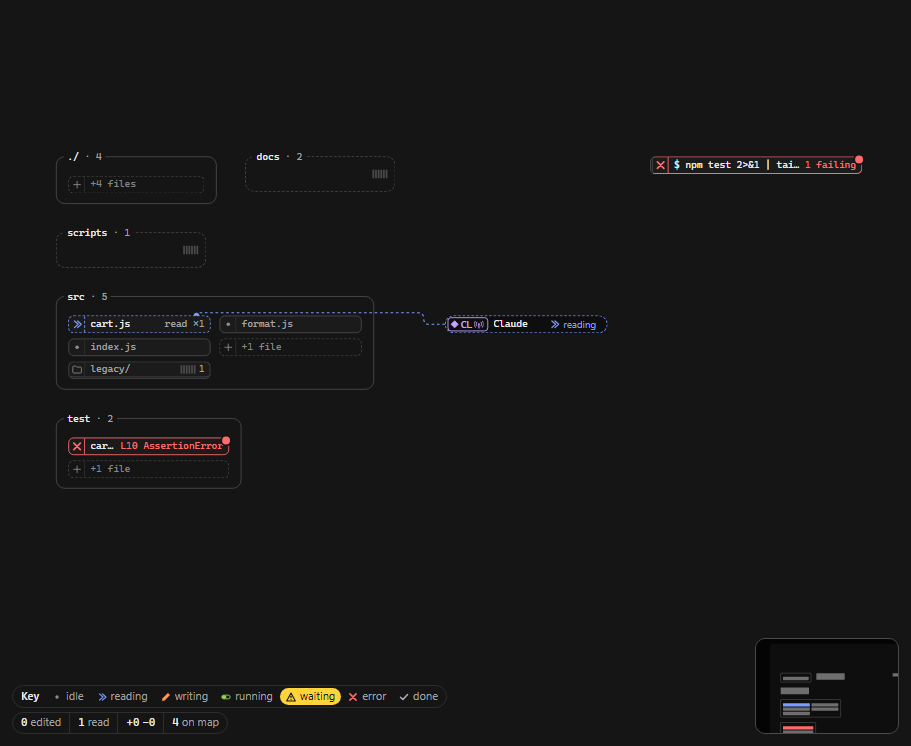 ./ · 4
+4 files
docs · 2
$ npm test 2>&1 | tai… 1 failing
scripts · 1
src · 5
cart.js read ×1
format.js
CL Claude reading
index.js
+1 file
legacy/ 1
test · 2
car… L10 AssertionError
+1 file
Key idle reading writing running waiting error done
0 edited 1 read +0 −0 4 on map